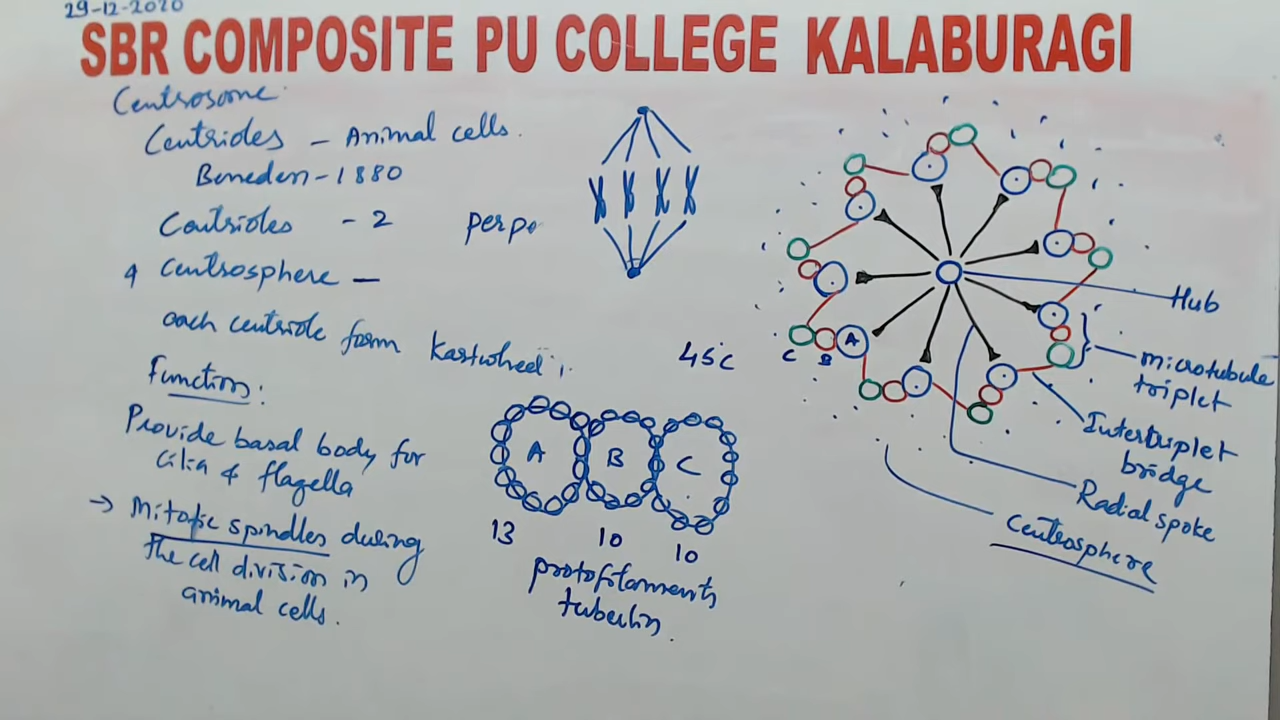 29-12-2020
SBR COMPOSITE PU COLLEGE KALABURAGI
Centrosome
Centrioles - Animal cells.
Beneden - 1880
Centrioles - 2 perpe
& centrosphere -
each centriole form Kartwheel
Function:
Provide basal body for
cilia & flagella
→ Mitotic spindles during
the cell division in
animal cells.
45C
A B C
13 10 10
protofilaments
tubulin.
C B A
Hub
microtubule
triplet
Intertriplet
bridge
Radial spoke
centrosphere